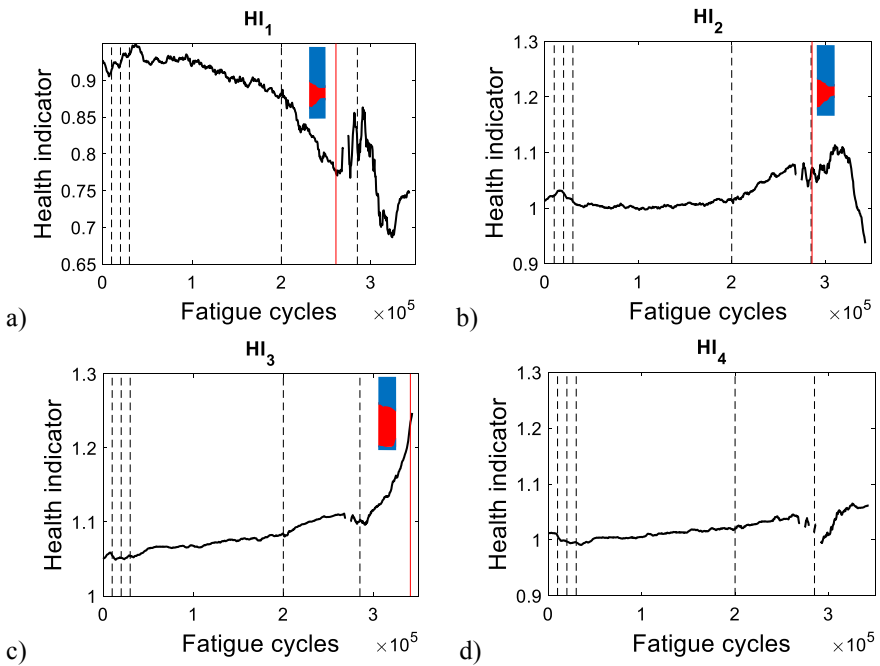 HI1
Health indicator
0.9
0.85
0.8
0.75
0.7
0.65
0 1 2 3
Fatigue cycles ×10^5
a)
HI2
Health indicator
1.3
1.2
1.1
1
0.9
0 1 2 3
Fatigue cycles ×10^5
b)
HI3
Health indicator
1.3
1.2
1.1
1
0 1 2 3
Fatigue cycles ×10^5
c)
HI4
Health indicator
1.3
1.2
1.1
1
0.9
0 1 2 3
Fatigue cycles ×10^5
d)